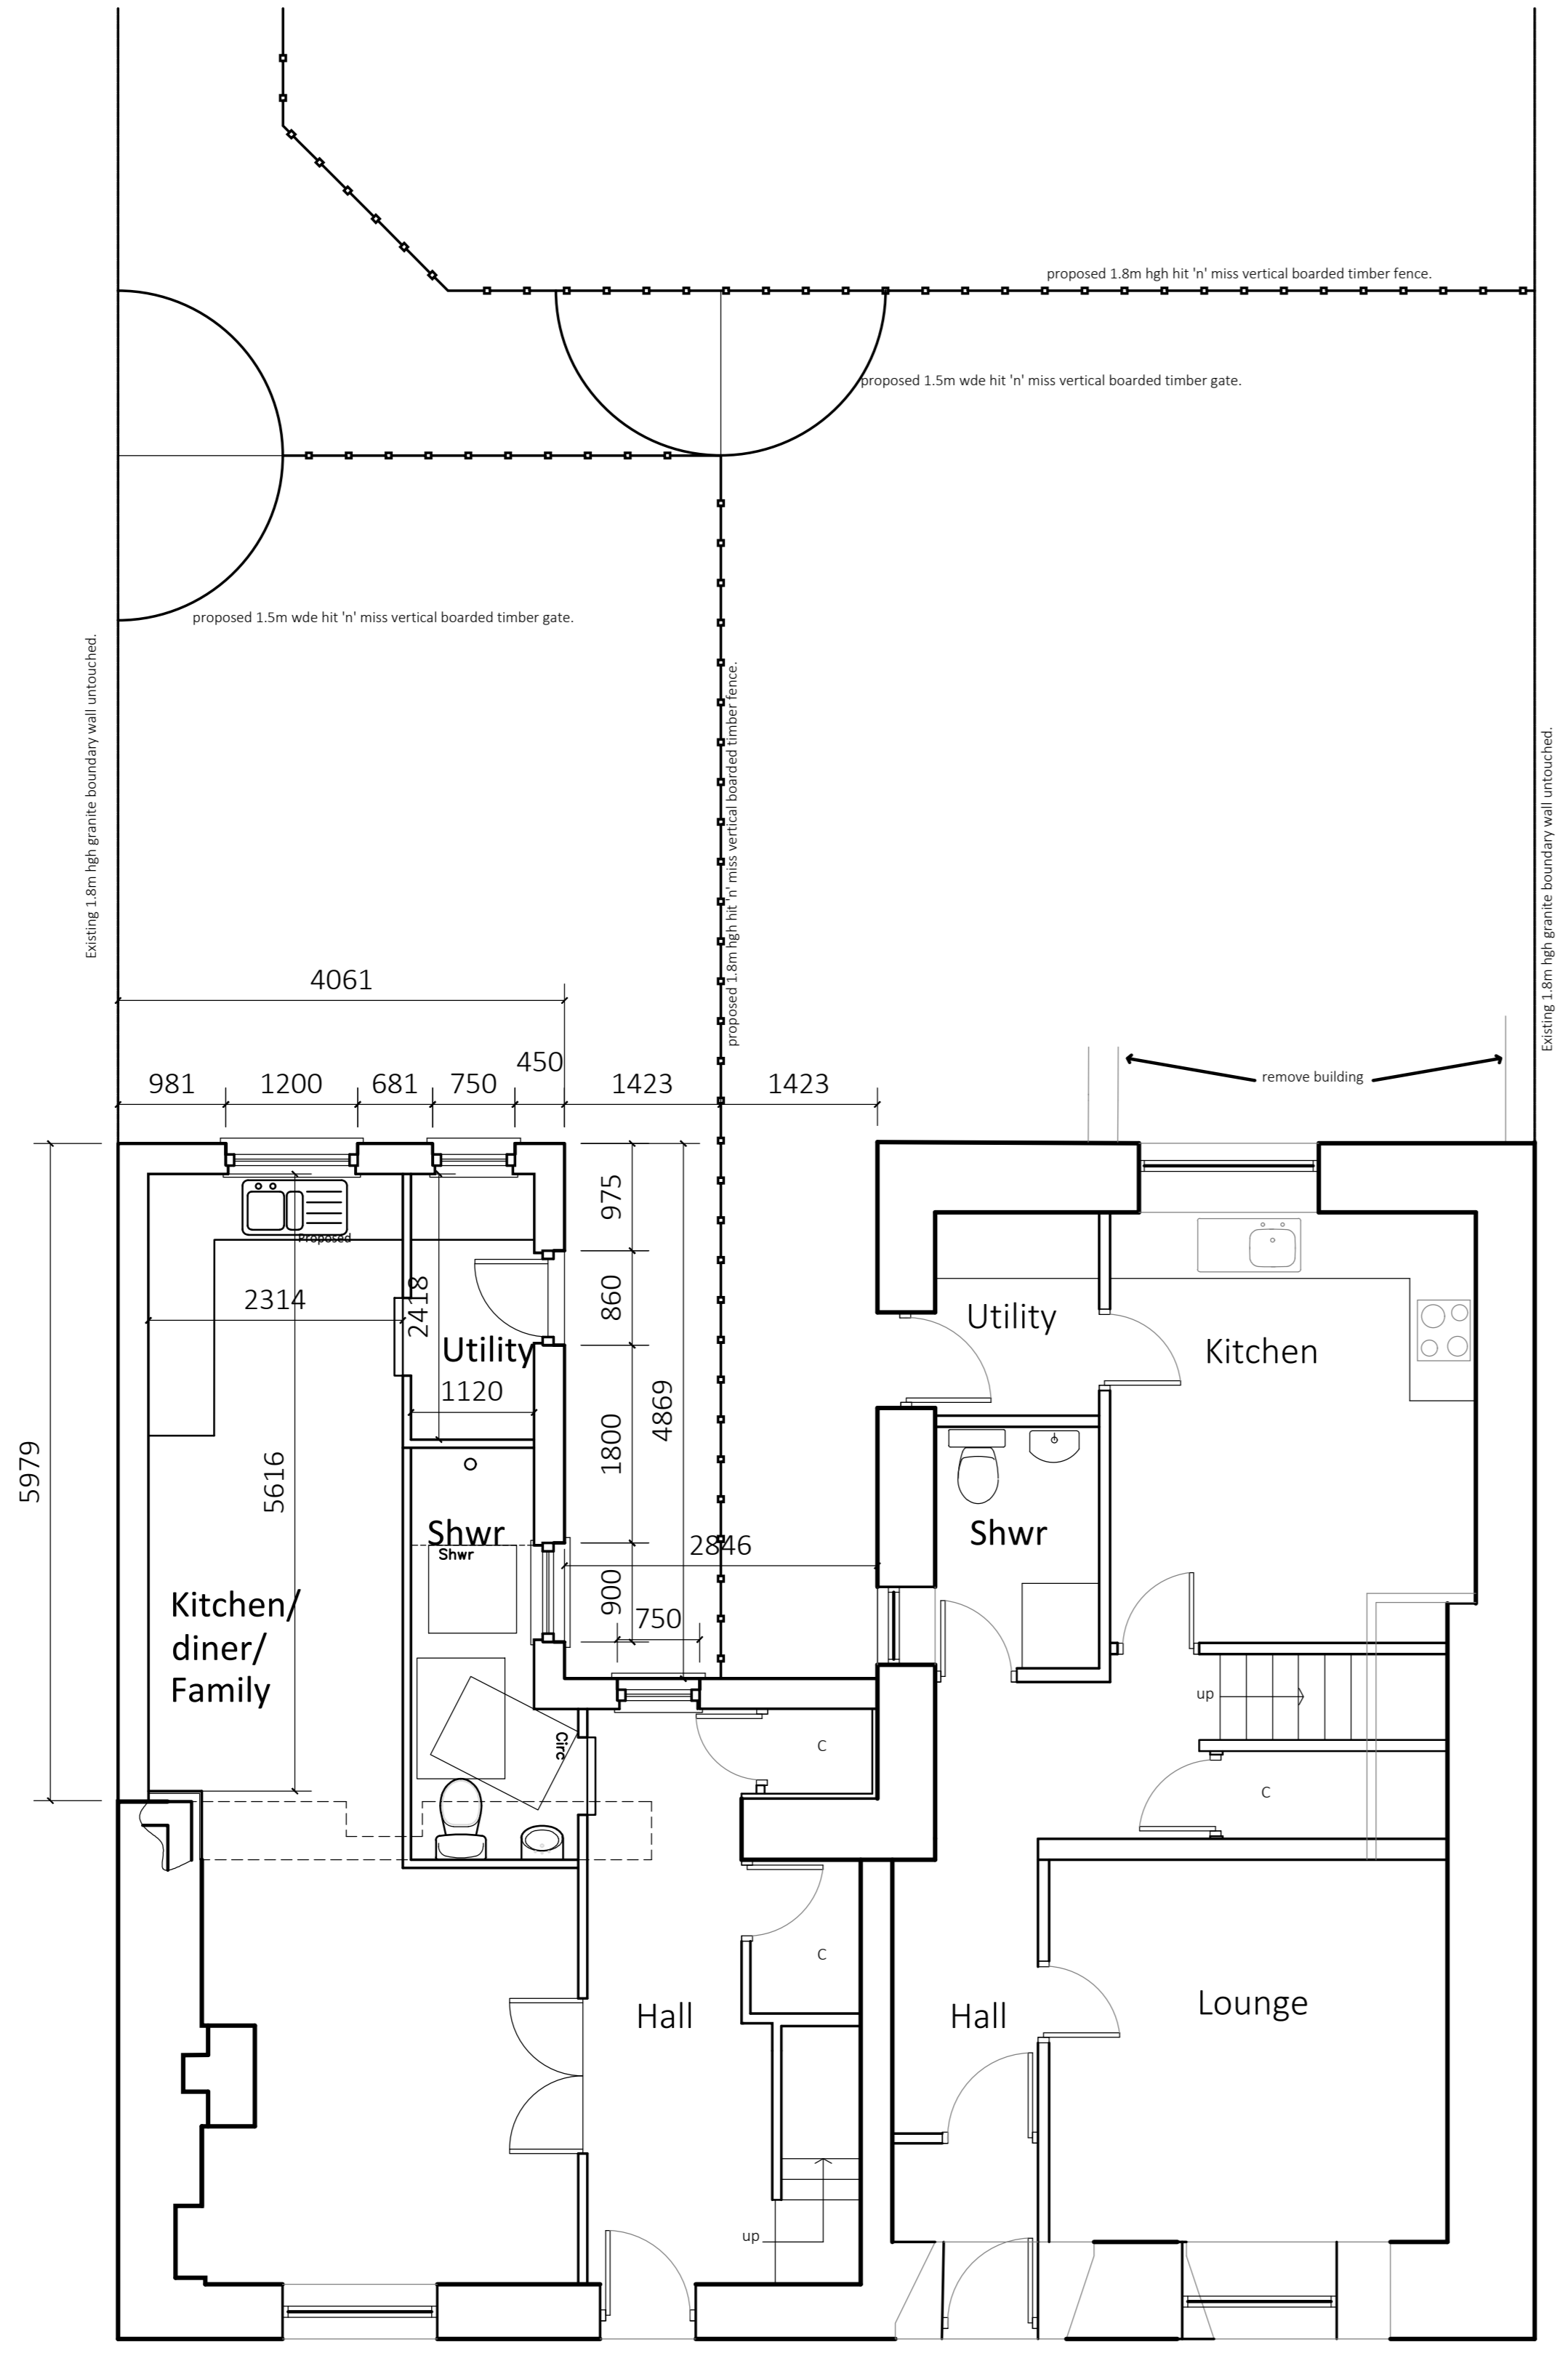 proposed 1.8m hgh hit 'n' miss vertical boarded timber fence.
proposed 1.5m wde hit 'n' miss vertical boarded timber gate.
proposed 1.5m wde hit 'n' miss vertical boarded timber gate.
Existing 1.8m hgh granite boundary wall untouched.
proposed 1.8m hgh hit 'n' miss vertical boarded timber fence.
Existing 1.8m hgh granite boundary wall untouched.
4061
450
981
1200
681
750
1423
1423
remove building
975
Proposed
2314
2418
860
Utility
Utility
Kitchen
1120
4869
1800
5979
5616
Shwr
Shwr
Shwr
2846
900
750
Kitchen/
diner/
Family
up
Circ
C
C
C
Hall
Hall
Lounge
up